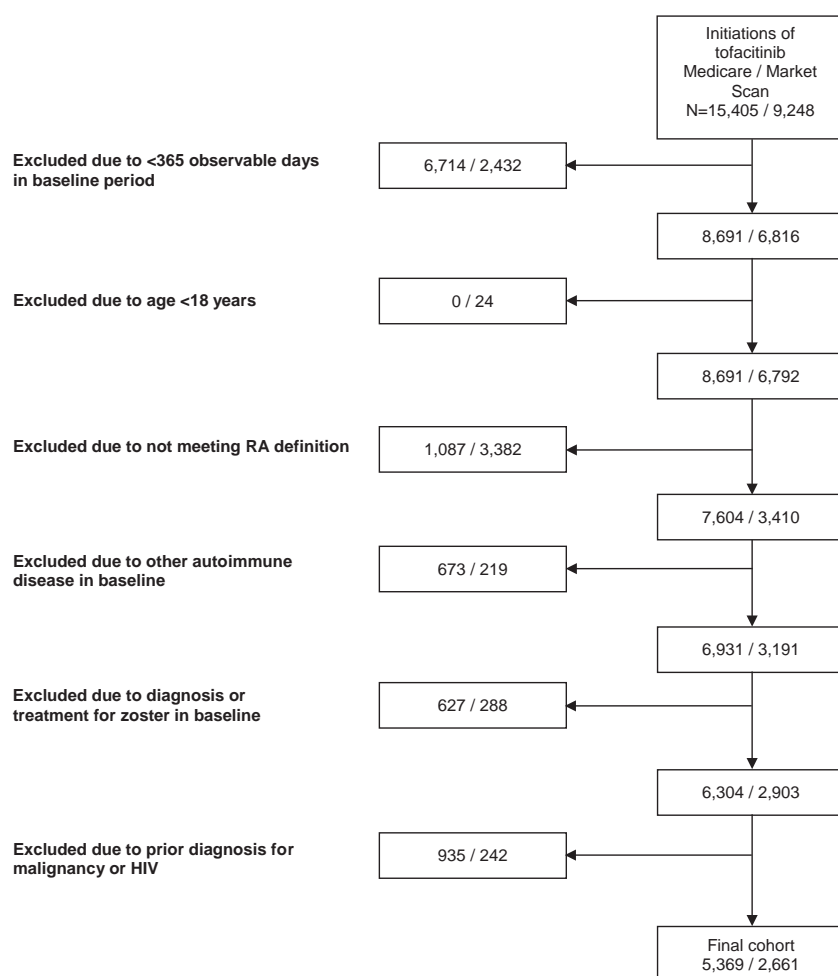 Initiations of
tofacitinib
Medicare / Market
Scan
N=15,405 / 9,248
Excluded due to <365 observable days
in baseline period
6,714 / 2,432
8,691 / 6,816
Excluded due to age <18 years
0 / 24
8,691 / 6,792
Excluded due to not meeting RA definition
1,087 / 3,382
7,604 / 3,410
Excluded due to other autoimmune
disease in baseline
673 / 219
6,931 / 3,191
Excluded due to diagnosis or
treatment for zoster in baseline
627 / 288
6,304 / 2,903
Excluded due to prior diagnosis for
malignancy or HIV
935 / 242
Final cohort
5,369 / 2,661